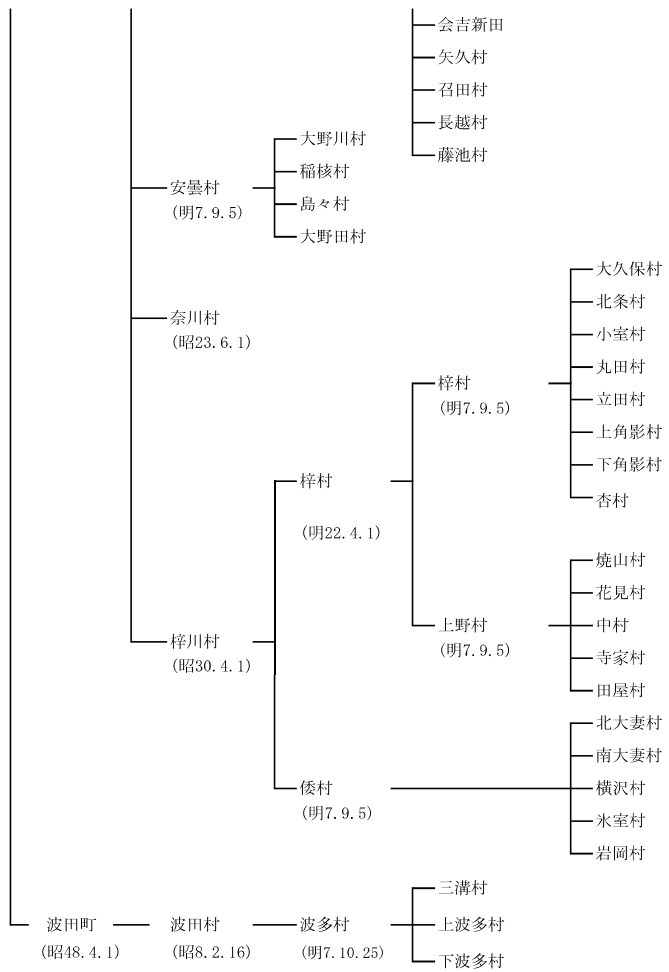 会吉新田
矢久村
召田村
長越村
藤池村
安曇村
(明7.9.5)
大野川村
稲核村
島々村
大野田村
奈川村
(昭23.6.1)
梓川村
(昭30.4.1)
梓村
(明22.4.1)
梓村
(明7.9.5)
大久保村
北条村
小室村
丸田村
立田村
上角影村
下角影村
杏村
上野村
(明7.9.5)
焼山村
花見村
中村
寺家村
田屋村
倭村
(明7.9.5)
北大妻村
南大妻村
横沢村
氷室村
岩岡村
波田町
(昭48.4.1)
波田村
(昭8.2.16)
波多村
(明7.10.25)
三溝村
上波多村
下波多村